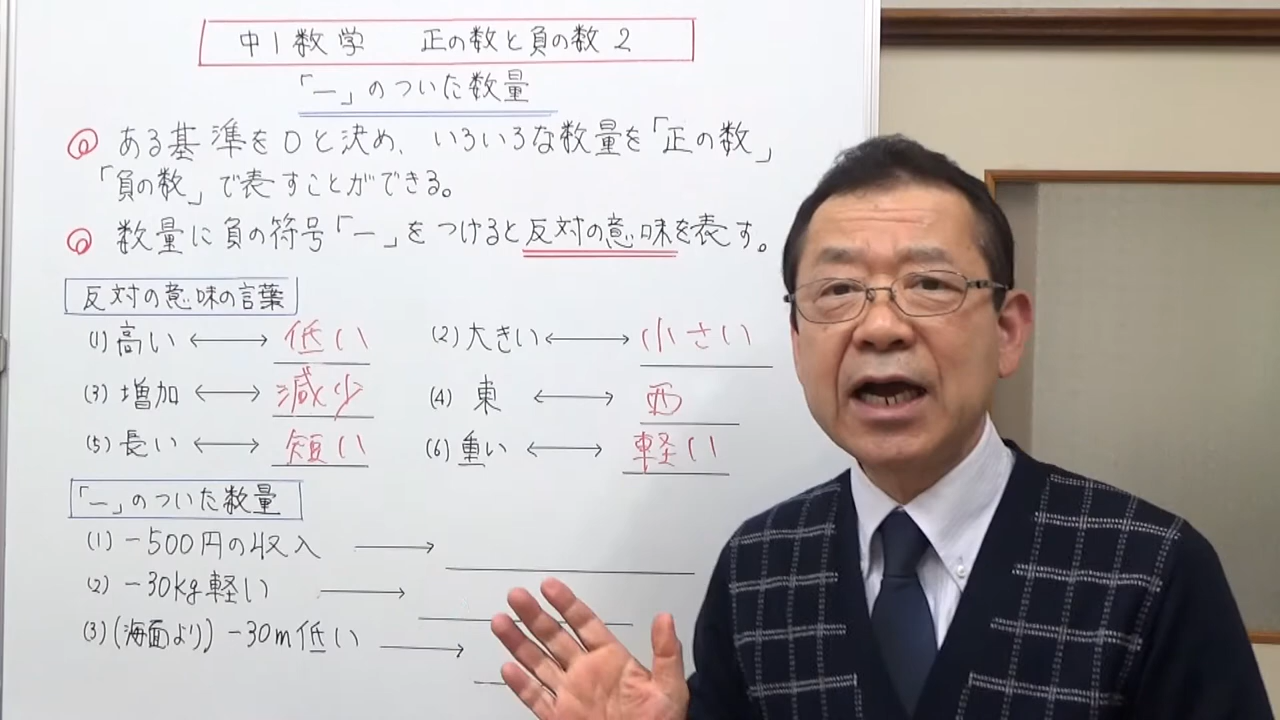 中1数学 正の数と負の数2
「ー」のついた数量
◎ ある基準を0と決め、いろいろな数量を「正の数」
「負の数」で表すことができる。
◎ 数量に負の符号「ー」をつけると反対の意味を表す。
反対の意味の言葉
(1) 高い ⟷ 低い (2) 大きい ⟷ 小さい
(3) 増加 ⟷ 減少 (4) 東 ⟷ 西
(5) 長い ⟷ 短い (6) 重い ⟷ 軽い
「ー」のついた数量
(1) −500円の収入 →
(2) −30kg軽い →
(3) (海面より) −30m低い →